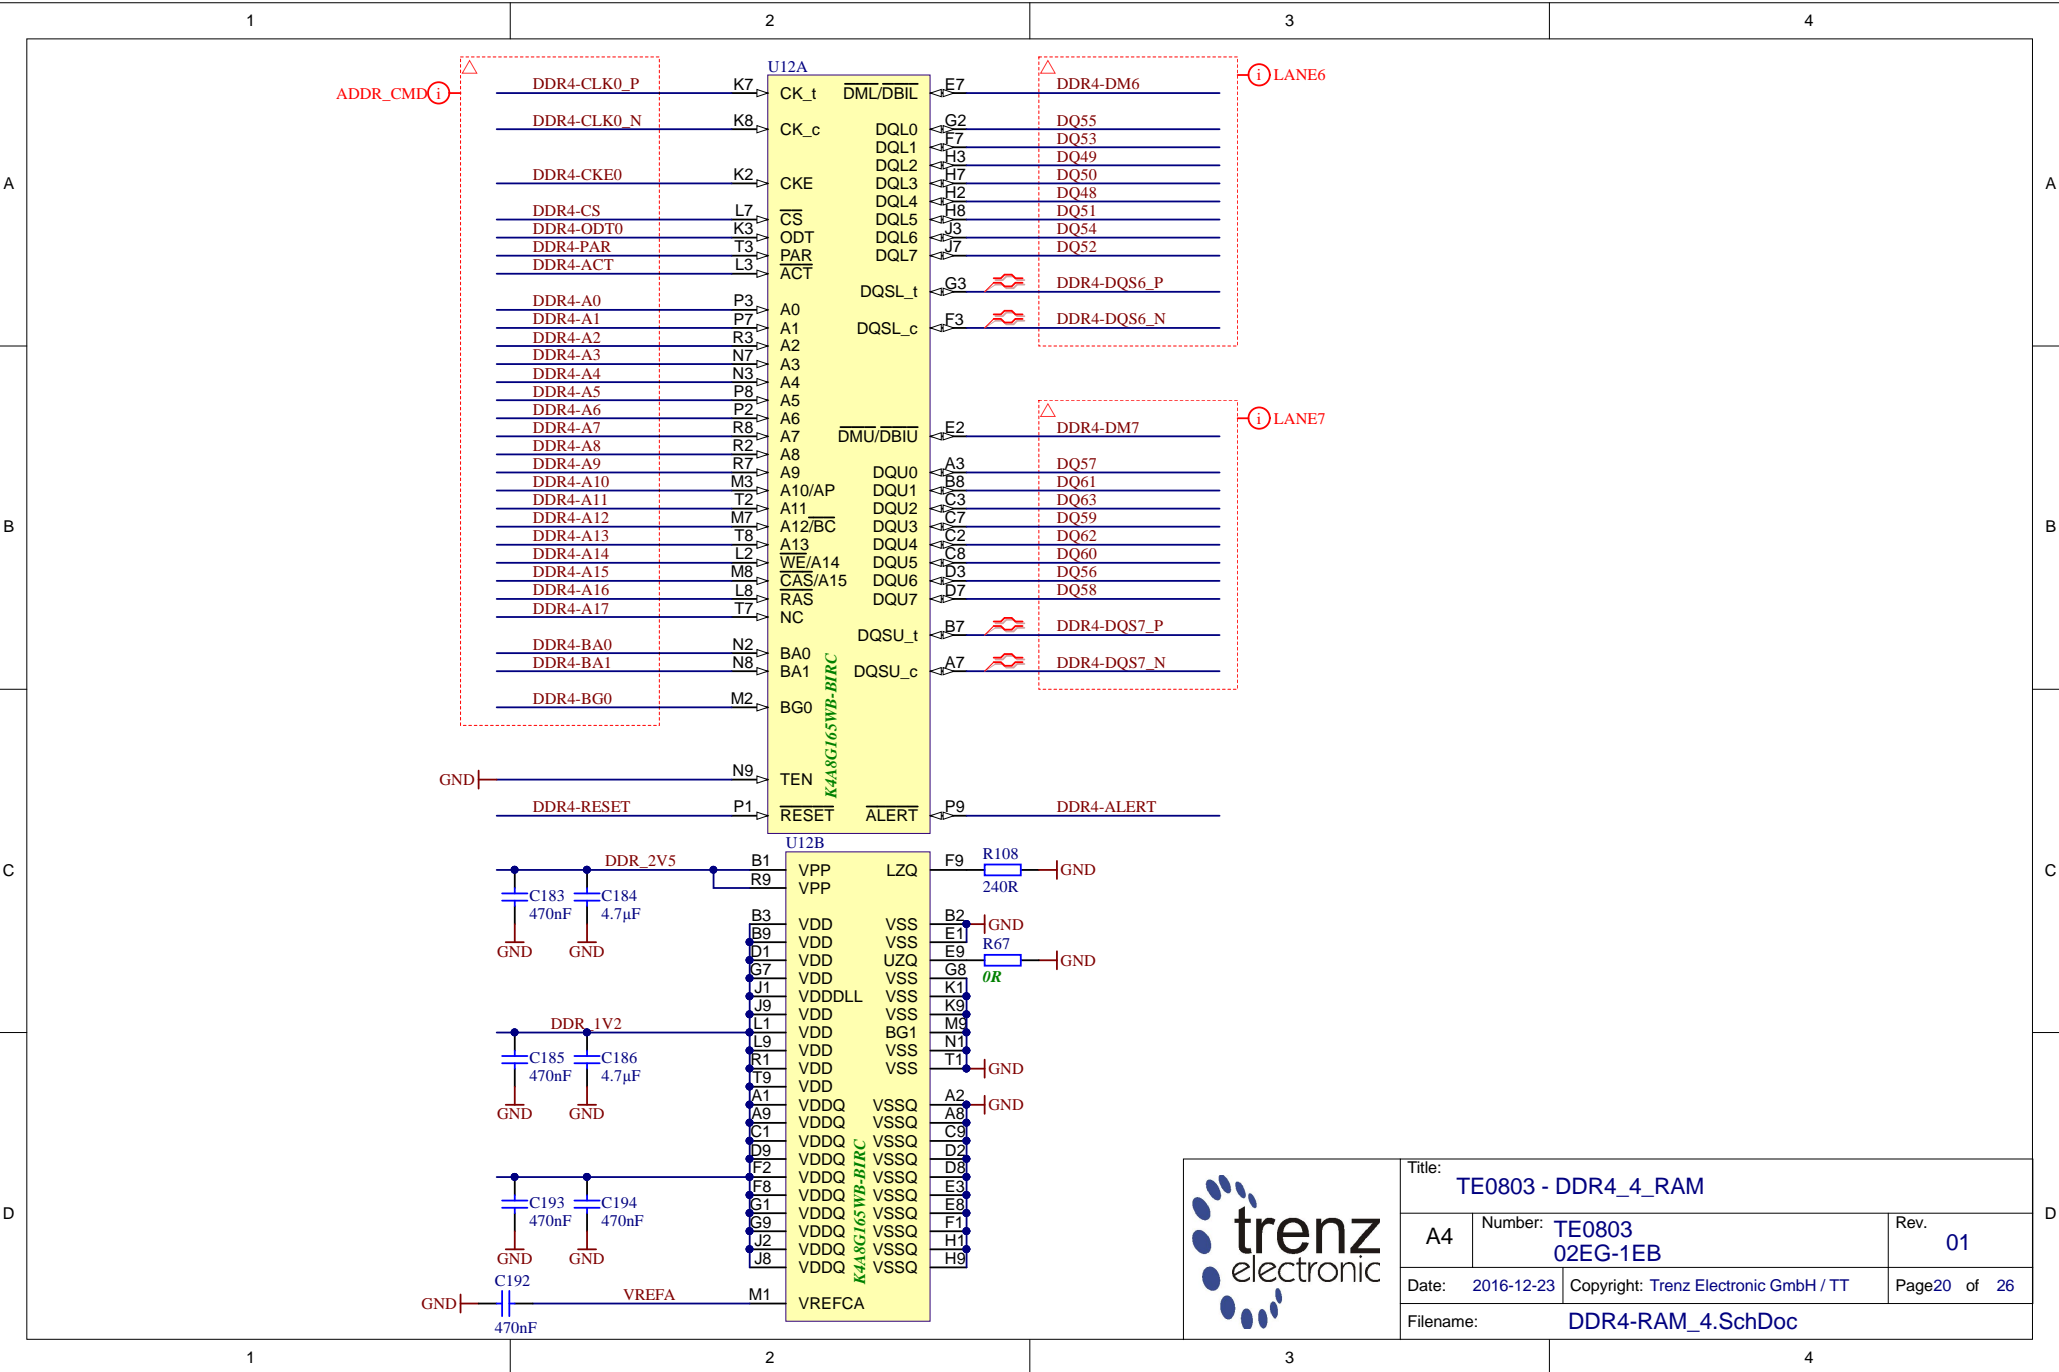 1 2 3 4
A
B
C
D
A
B
C
D
ADDR_CMD i
DDR4-CLK0_P K7
DDR4-CLK0_N K8
DDR4-CKE0 K2
DDR4-CS L7
DDR4-ODT0 K3
DDR4-PAR T3
DDR4-ACT L3
DDR4-A0 P3
DDR4-A1 P7
DDR4-A2 R3
DDR4-A3 N7
DDR4-A4 N3
DDR4-A5 P8
DDR4-A6 P2
DDR4-A7 R8
DDR4-A8 R2
DDR4-A9 R7
DDR4-A10 M3
DDR4-A11 T2
DDR4-A12 M7
DDR4-A13 T8
DDR4-A14 L2
DDR4-A15 M8
DDR4-A16 L8
DDR4-A17 T7
DDR4-BA0 N2
DDR4-BA1 N8
DDR4-BG0 M2
GND N9
DDR4-RESET P1
U12A
CK_t DML/DBIL
CK_c DQL0
DQL1
DQL2
CKE DQL3
DQL4
CS DQL5
ODT DQL6
PAR DQL7
ACT
DQSL_t
A0
A1 DQSL_c
A2
A3
A4
A5
A6
A7 DMU/DBIU
A8
A9 DQU0
A10/AP DQU1
A11 DQU2
A12/BC DQU3
A13 DQU4
WE/A14 DQU5
CAS/A15 DQU6
RAS DQU7
NC
DQSU_t
BA0
BA1 DQSU_c
BG0
TEN
RESET ALERT
K4A8G165WB-BIRC
E7 DDR4-DM6
i LANE6
G2 DQ55
F7 DQ53
H3 DQ49
H7 DQ50
H2 DQ48
H8 DQ51
J3 DQ54
J7 DQ52
G3 DDR4-DQS6_P
F3 DDR4-DQS6_N
i LANE7
E2 DDR4-DM7
A3 DQ57
B8 DQ61
C3 DQ63
C7 DQ59
C2 DQ62
C8 DQ60
D3 DQ56
D7 DQ58
B7 DDR4-DQS7_P
A7 DDR4-DQS7_N
P9 DDR4-ALERT
U12B
DDR_2V5 B1 VPP LZQ F9 R108 240R GND
R9 VPP
C183 470nF GND
C184 4.7µF GND
B3 VDD VSS B2 GND
B9 VDD VSS E1
D1 VDD UZQ E9 R67 0R GND
G7 VDD VSS G8
J1 VDDDLL VSS K1
J9 VDD VSS K9
DDR_1V2 L1 VDD BG1 M9
L9 VDD VSS N1
R1 VDD VSS T1 GND
T9 VDD
C185 470nF GND
C186 4.7µF GND
A1 VDDQ VSSQ A2 GND
A9 VDDQ VSSQ A8
C1 VDDQ VSSQ C9
D9 VDDQ VSSQ D2
F2 VDDQ VSSQ D8
F8 VDDQ VSSQ E3
G1 VDDQ VSSQ E8
G9 VDDQ VSSQ F1
J2 VDDQ VSSQ H1
J8 VDDQ VSSQ H9
K4A8G165WB-BIRC
C193 470nF GND
C194 470nF GND
GND C192 470nF VREFA M1 VREFCA
trenz
electronic
Title:
TE0803 - DDR4_4_RAM
A4
Number: TE0803
02EG-1EB
Rev.
01
Date: 2016-12-23 Copyright: Trenz Electronic GmbH / TT Page20 of 26
Filename: DDR4-RAM_4.SchDoc
1 2 3 4